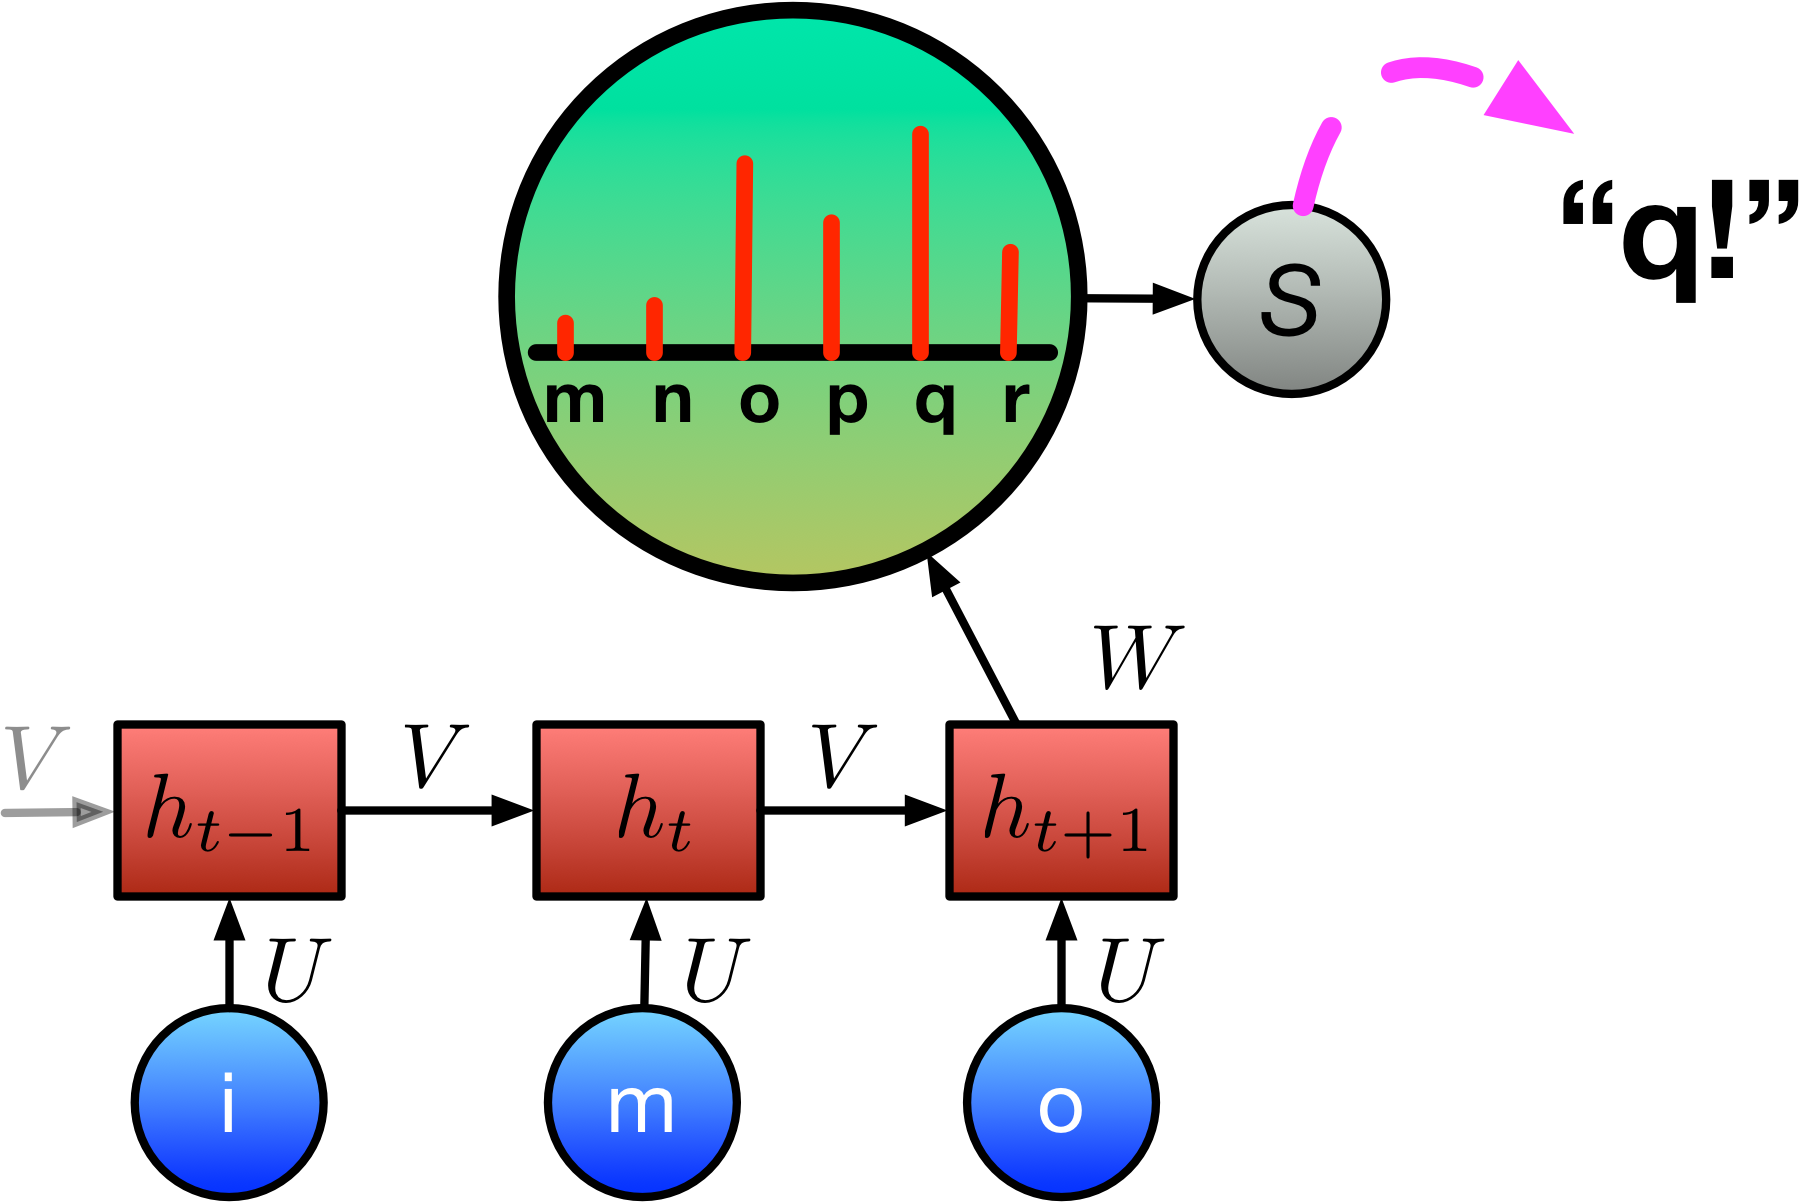 “q!”
S
m n o p q r
W
V V V
h_{t-1} h_t h_{t+1}
U U U
i m o